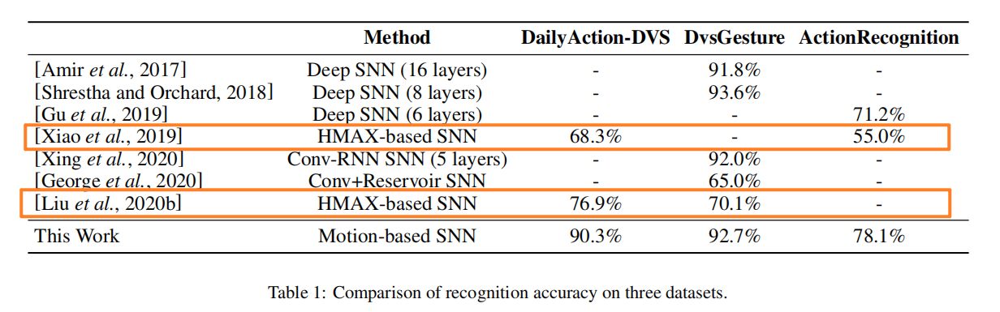 Method DailyAction-DVS DvsGesture ActionRecognition
[Amir et al., 2017] Deep SNN (16 layers) - 91.8% -
[Shrestha and Orchard, 2018] Deep SNN (8 layers) - 93.6% -
[Gu et al., 2019] Deep SNN (6 layers) - - 71.2%
[Xiao et al., 2019] HMAX-based SNN 68.3% - 55.0%
[Xing et al., 2020] Conv-RNN SNN (5 layers) - 92.0% -
[George et al., 2020] Conv+Reservoir SNN - 65.0% -
[Liu et al., 2020b] HMAX-based SNN 76.9% 70.1% -
This Work Motion-based SNN 90.3% 92.7% 78.1%
Table 1: Comparison of recognition accuracy on three datasets.